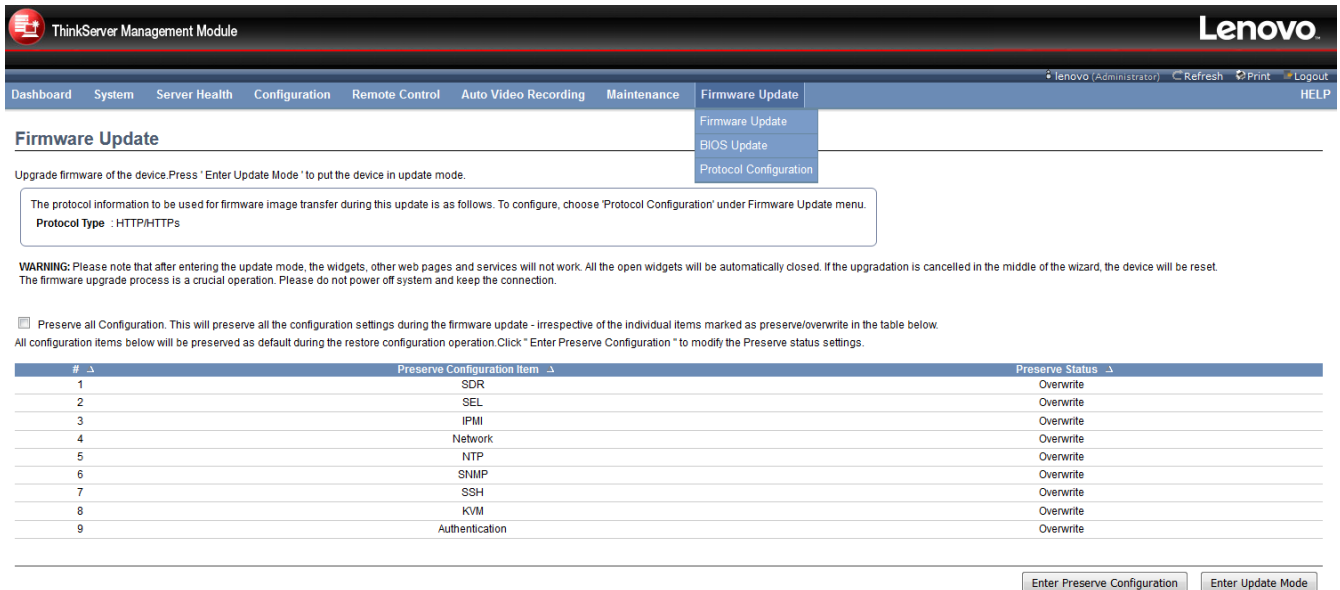 ThinkServer Management Module
Lenovo
lenovo (Administrator) Refresh Print Logout
Dashboard System Server Health Configuration Remote Control Auto Video Recording Maintenance Firmware Update HELP
Firmware Update
BIOS Update
Protocol Configuration
Firmware Update
Upgrade firmware of the device.Press ' Enter Update Mode ' to put the device in update mode.
The protocol information to be used for firmware image transfer during this update is as follows. To configure, choose 'Protocol Configuration' under Firmware Update menu.
Protocol Type : HTTP/HTTPs
WARNING: Please note that after entering the update mode, the widgets, other web pages and services will not work. All the open widgets will be automatically closed. If the upgradation is cancelled in the middle of the wizard, the device will be reset.
The firmware upgrade process is a crucial operation. Please do not power off system and keep the connection.
Preserve all Configuration. This will preserve all the configuration settings during the firmware update - irrespective of the individual items marked as preserve/overwrite in the table below.
All configuration items below will be preserved as default during the restore configuration operation.Click " Enter Preserve Configuration " to modify the Preserve status settings.
# Preserve Configuration Item Preserve Status
1 SDR Overwrite
2 SEL Overwrite
3 IPMI Overwrite
4 Network Overwrite
5 NTP Overwrite
6 SNMP Overwrite
7 SSH Overwrite
8 KVM Overwrite
9 Authentication Overwrite
Enter Preserve Configuration Enter Update Mode